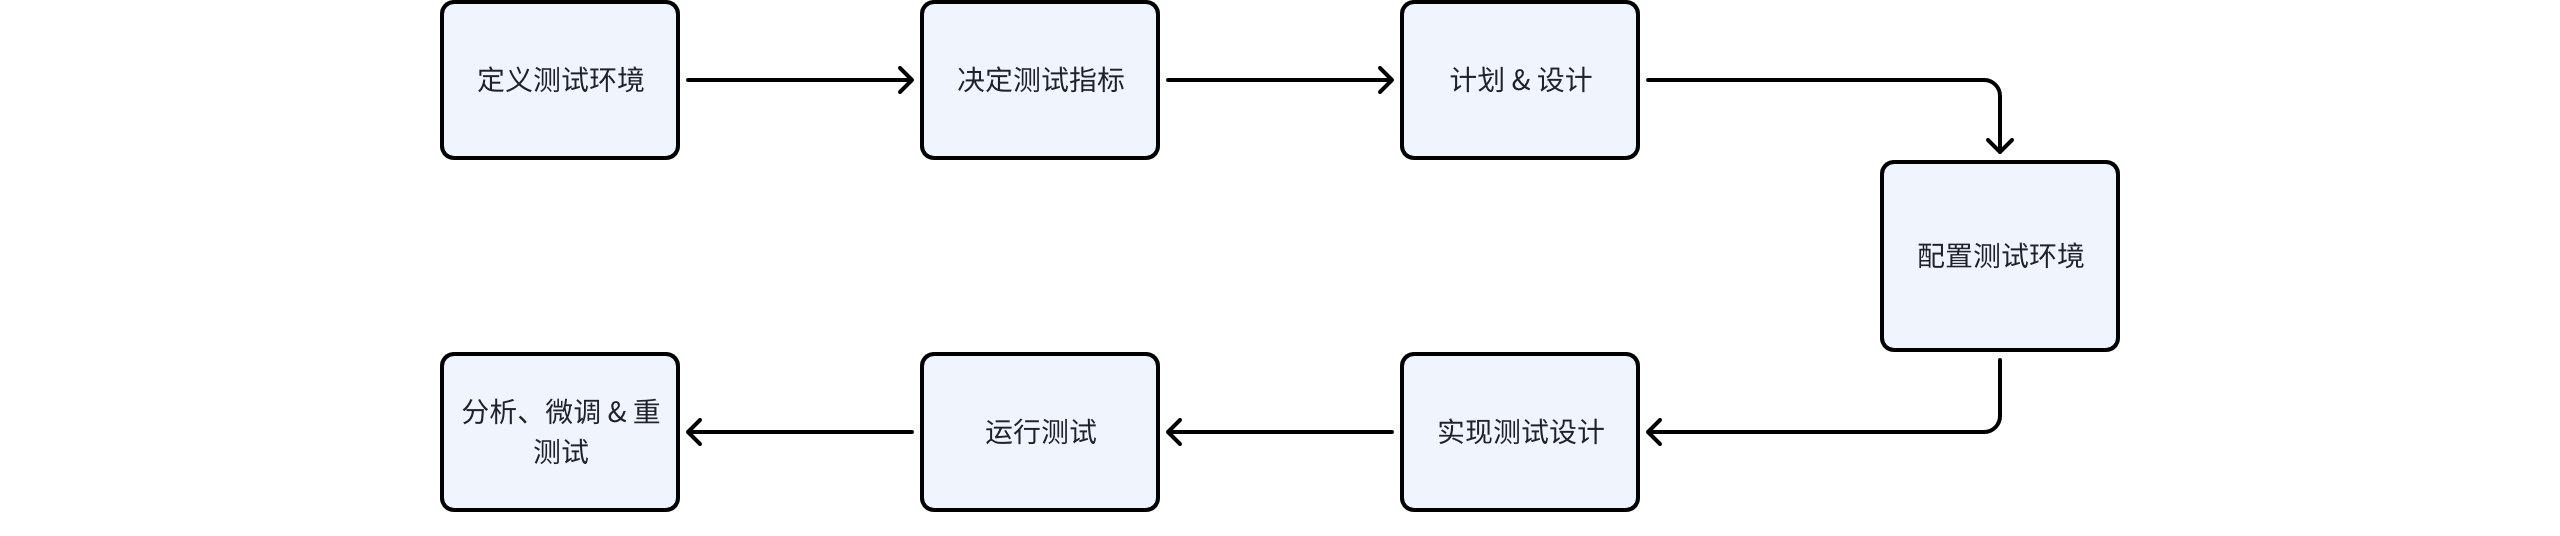 定义测试环境
决定测试指标
计划 & 设计
配置测试环境
实现测试设计
运行测试
分析、微调 & 重
测试